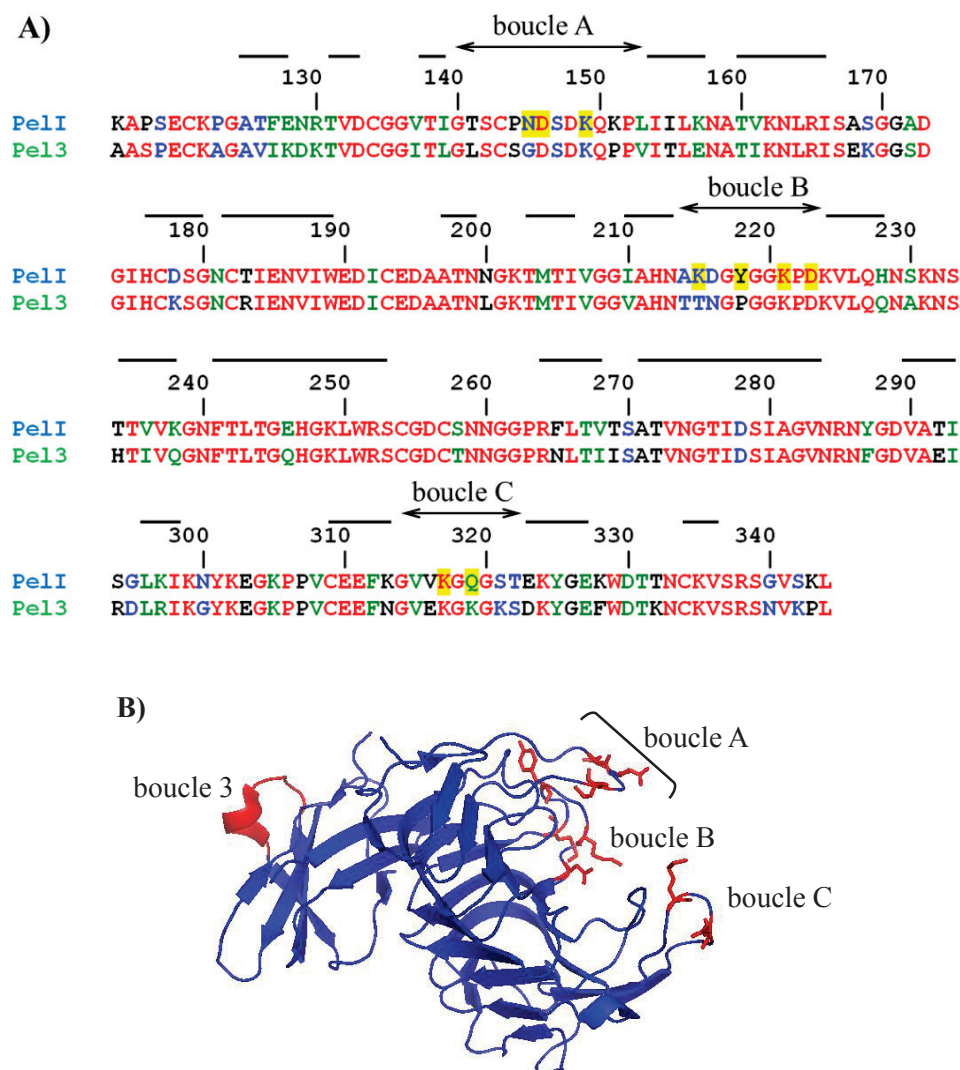 A)
boucle A
130 140 150 160 170
PelI KAPSECKPGATFENRTVDCGGVTIGTSCPNDSDKQKPLIILKNATVKNLRISASGGAD
Pel3 AASPECKAGAVIKDKTVDCGGITLGLSCSGDSDKQPPVITLENATIKNLRISEKGGSD
boucle B
180 190 200 210 220 230
PelI GIHCDSGNCTIENVIWEDICEDAATNNGKTMTIVGGIAHNAKDGYGGKPDKVLQHNSKNS
Pel3 GIHCKSGNCRIENVIWEDICEDAATNLGKTMTIVGGVAHNTTNGPGGKPDKVLQQNAKNS
240 250 260 270 280 290
PelI TTVVKGNFTLTGEHGKLWRSCGDCSNNGGPRFLTVTSATVNGTIDSIAGVNRNYGDVATI
Pel3 HTIVQGNFTLTGQHGKLWRSCGDCTNNGGPRNLTIISATVNGTIDSIAGVNRNFGDVAEI
boucle C
300 310 320 330 340
PelI SGLKIKNYKEGKPPVCEEFKGVVKGQGSTEKYGEKWDTTNCKVSRSGVSKL
Pel3 RDLRIKGYKEGKPPVCEEFNGVEKGKGKSDKYGEFWDTKNCKVSRSNVKPL
B)
boucle A
boucle 3
boucle B
boucle C